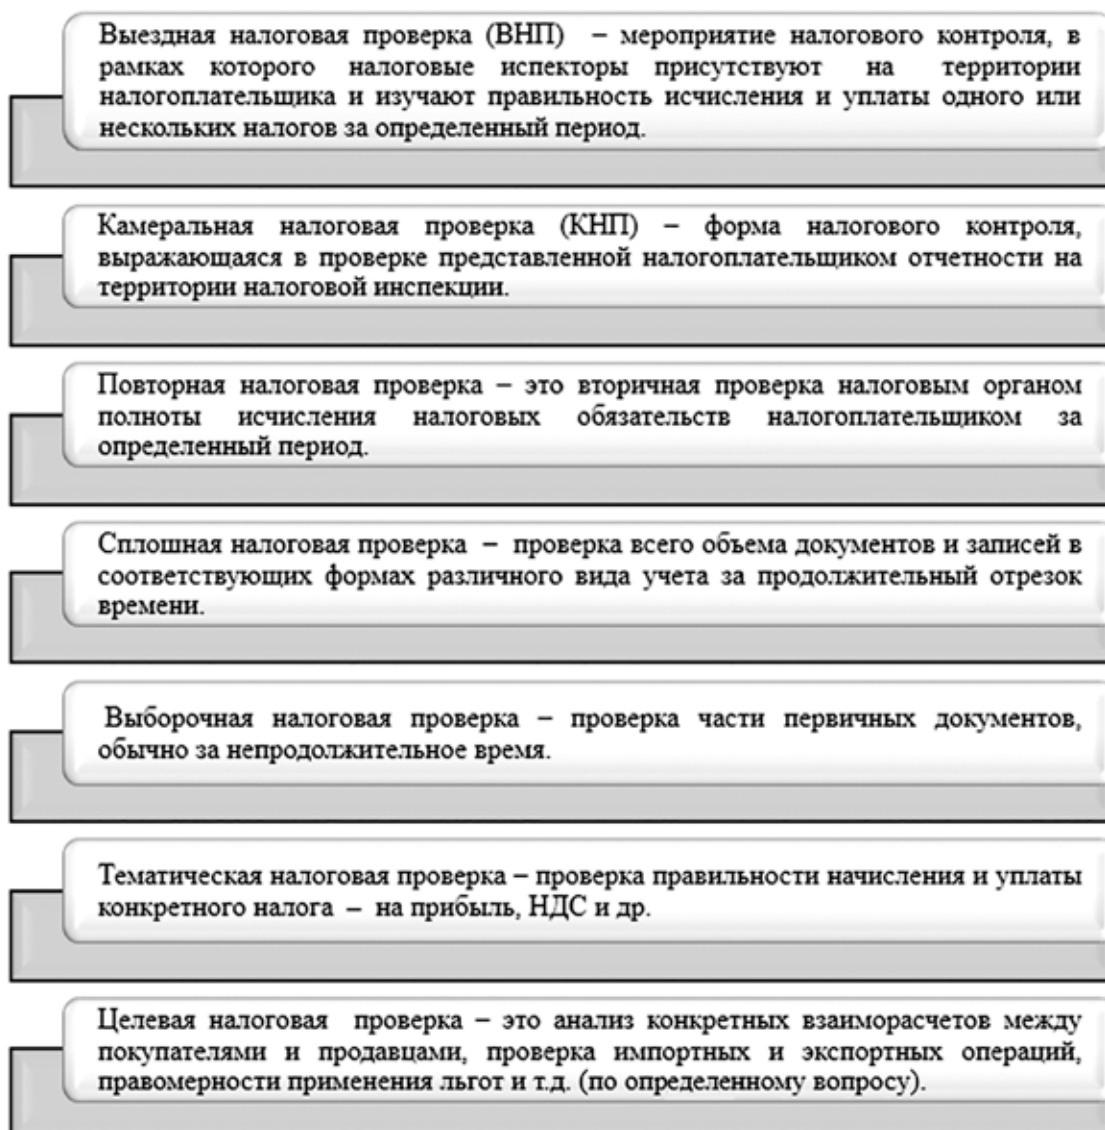 Выездная налоговая проверка (ВНП) – мероприятие налогового контроля, в
рамках которого налоговые испекторы присутствуют на территории
налогоплательщика и изучают правильность исчисления и уплаты одного или
нескольких налогов за определенный период.
Камеральная налоговая проверка (КНП) – форма налогового контроля,
выражающаяся в проверке представленной налогоплательщиком отчетности на
территории налоговой инспекции.
Повторная налоговая проверка – это вторичная проверка налоговым органом
полноты исчисления налоговых обязательств налогоплательщиком за
определенный период.
Сплошная налоговая проверка – проверка всего объема документов и записей в
соответствующих формах различного вида учета за продолжительный отрезок
времени.
Выборочная налоговая проверка – проверка части первичных документов,
обычно за непродолжительное время.
Тематическая налоговая проверка – проверка правильности начисления и уплаты
конкретного налога – на прибыль, НДС и др.
Целевая налоговая проверка – это анализ конкретных взаиморасчетов между
покупателями и продавцами, проверка импортных и экспортных операций,
правомерности применения льгот и т.д. (по определенному вопросу).